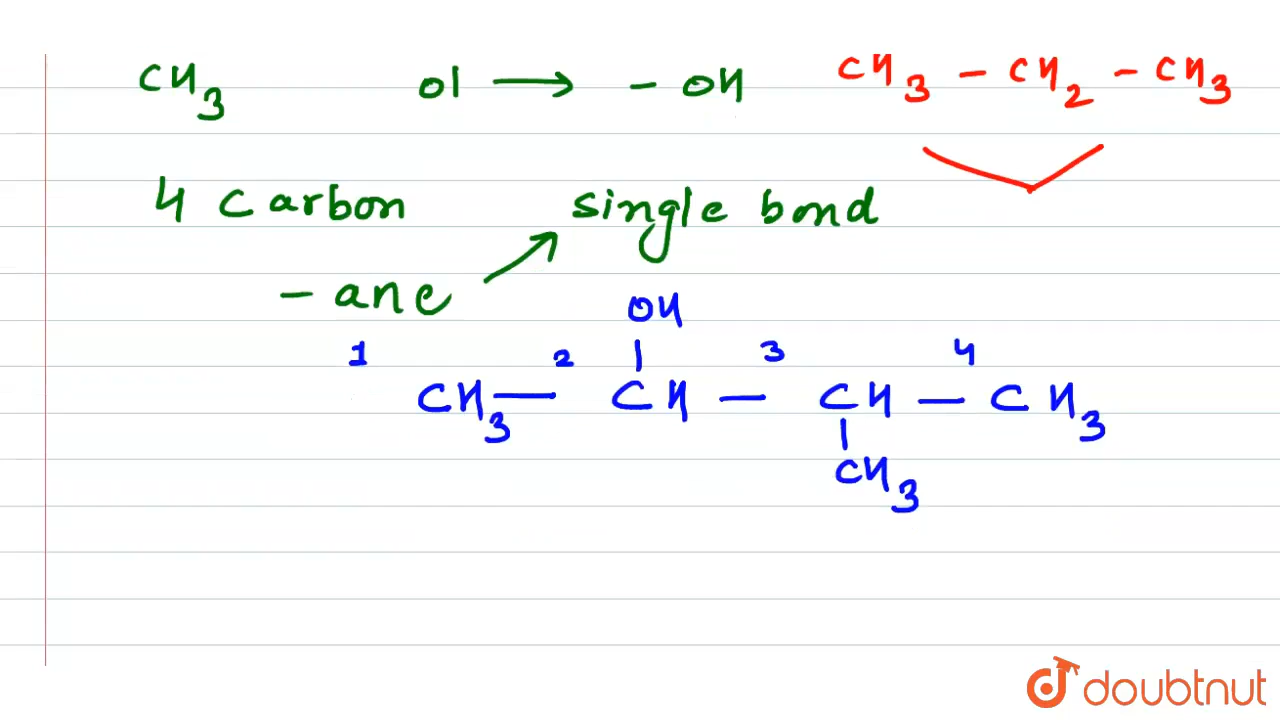 CH3 ol → - OH CH3 - CH2 - CH3
4 Carbon single bond
- ane
OH
1 2 3 4
CH3 - CH - CH - CH3
CH3
doubtnut